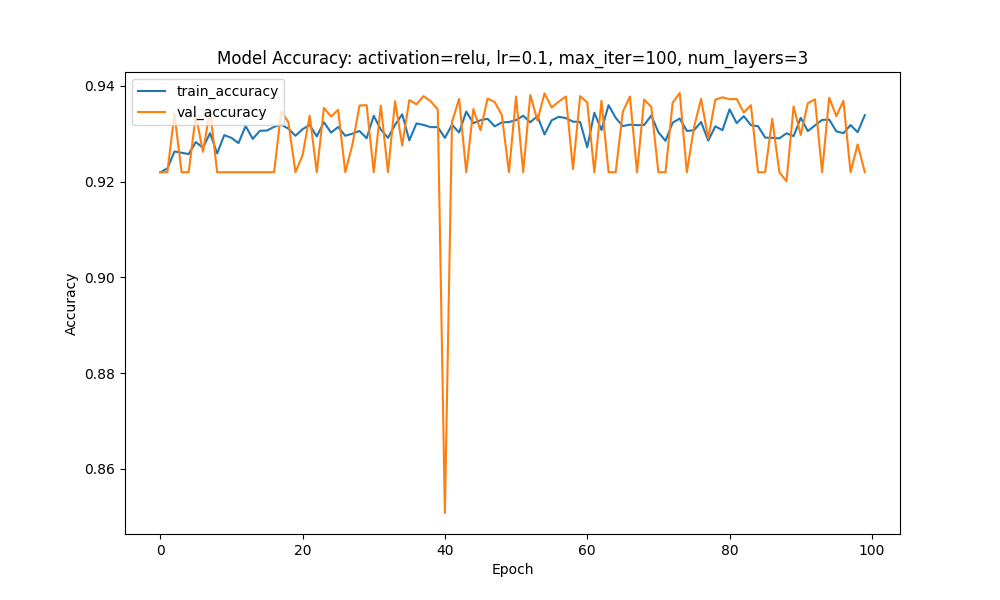 Model Accuracy: activation=relu, lr=0.1, max_iter=100, num_layers=3
train_accuracy
val_accuracy
0.94
0.92
0.90
0.88
0.86
Accuracy
0 20 40 60 80 100
Epoch